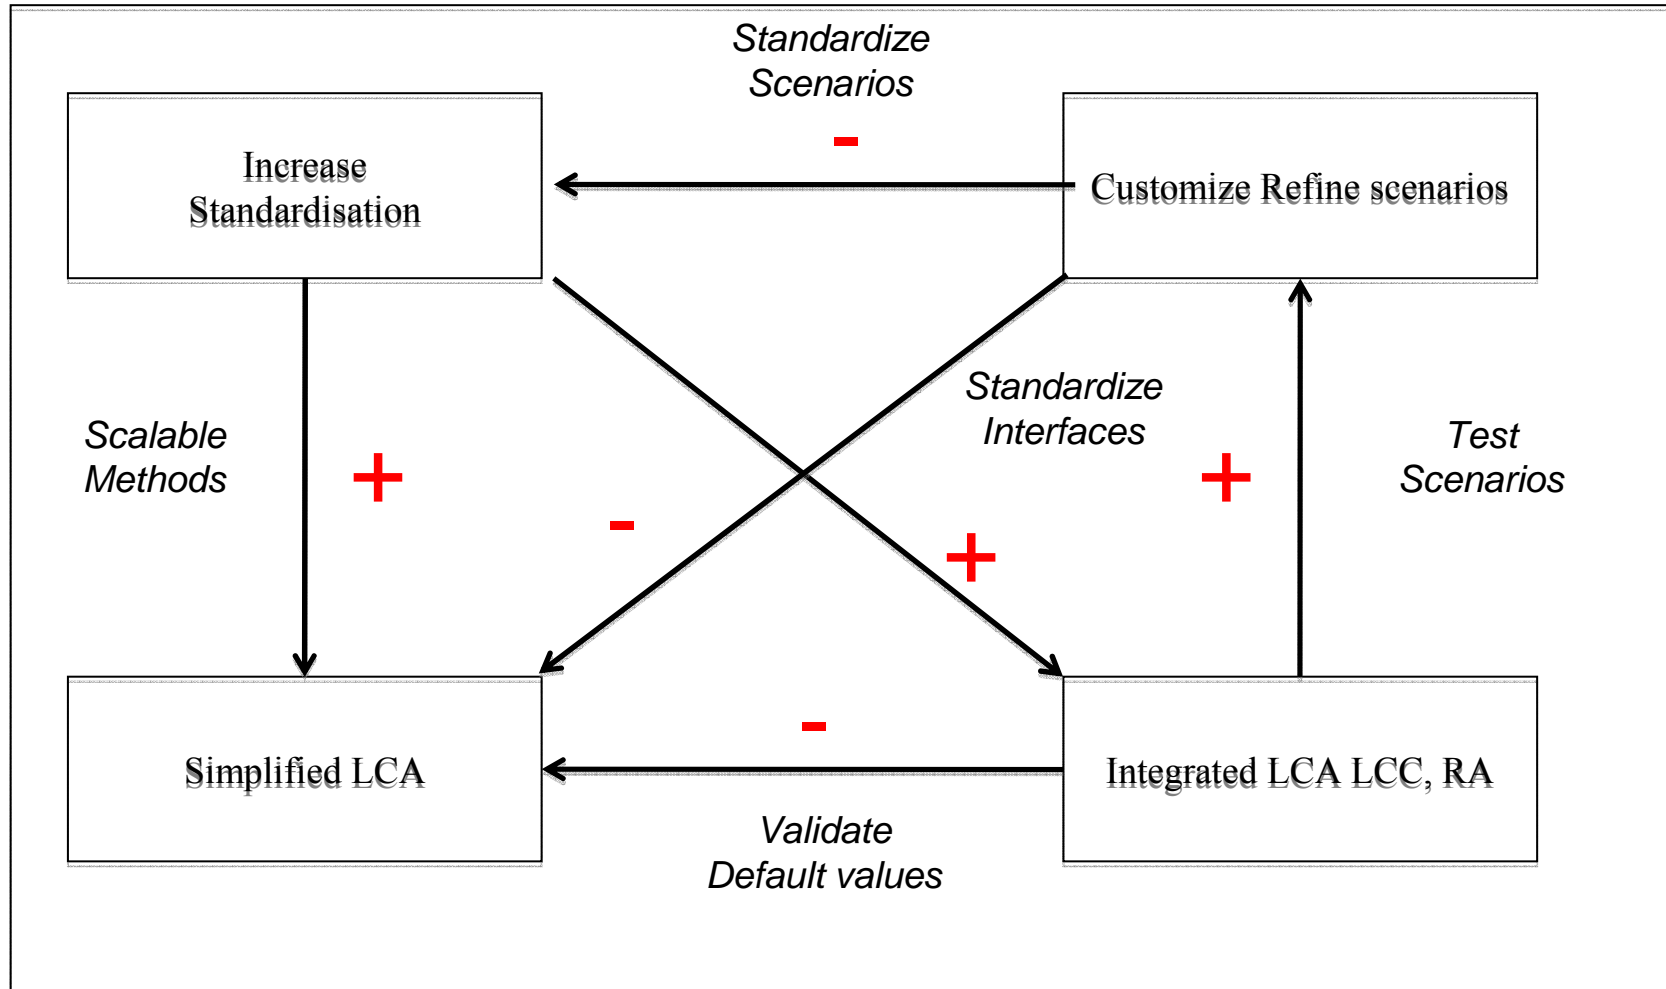 Standardize
Scenarios
-
Increase
Standardisation
Customize Refine scenarios
Standardize
Interfaces
Scalable
Methods
+
+
Test
Scenarios
-
+
-
Simplified LCA
Integrated LCA LCC, RA
Validate
Default values